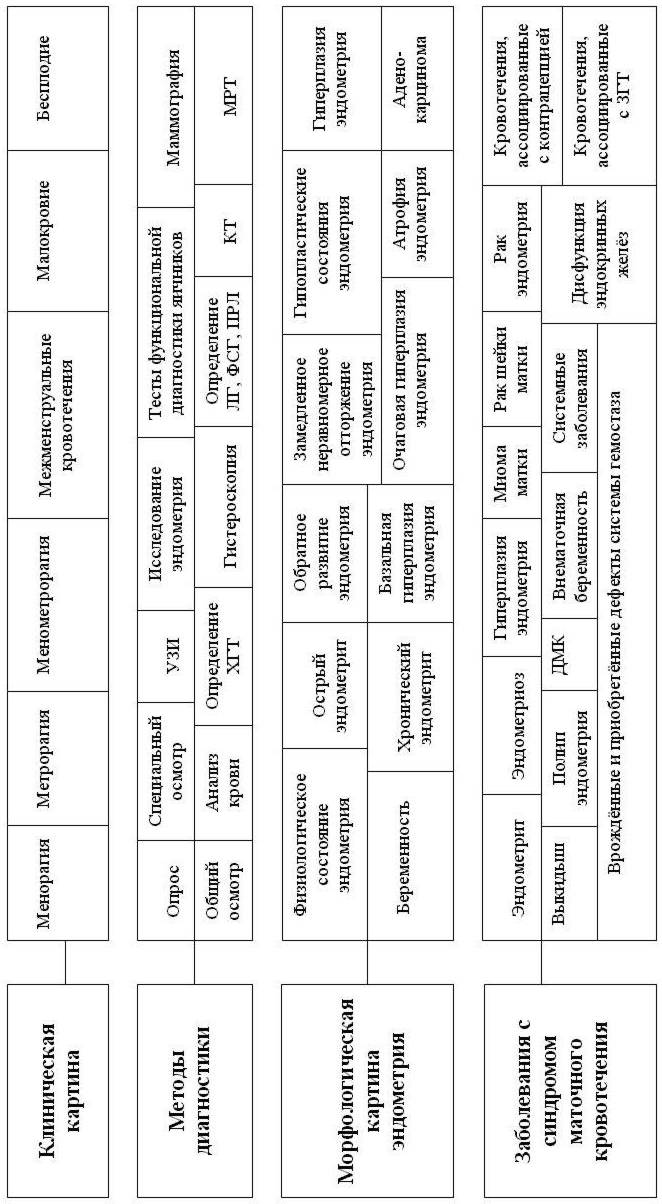 Клиническая
картина
Менорагия
Метрорагия
Менометрорагия
Межменструальные
кровотечения
Малокровие
Бесплодие
Методы
диагностики
Опрос
Специальный
осмотр
УЗИ
Исследование
эндометрия
Тесты функциональной
диагностики яичников
Маммография
Общий
осмотр
Анализ
крови
Определение
ХГТ
Гистероскопия
Определение
ЛГ, ФСГ, ПРЛ
КТ
МРТ
Морфологическая
картина
эндометрия
Физиологическое
состояние
эндометрия
Острый
эндометрит
Обратное
развитие
эндометрия
Замедленное
неравномерное
отторжение
эндометрия
Гипопластические
состояния
эндометрия
Гиперплазия
эндометрия
Беременность
Хронический
эндометрит
Базальная
гиперплазия
эндометрия
Очаговая гиперплазия
эндометрия
Атрофия
эндометрия
Адено-
карцинома
Заболевания с
синдромом
маточного
кровотечения
Эндометрит
Эндометриоз
Гиперплазия
эндометрия
Миома
матки
Рак шейки
матки
Рак
эндометрия
Кровотечения,
ассоциированные
с контрацепцией
Выкидыш
Полип
эндометрия
ДМК
Внематочная
беременность
Системные
заболевания
Дисфункция
эндокринных
желёз
Кровотечения,
ассоциированные
с ЗГТ
Врождённые и приобретённые дефекты системы гемостаза